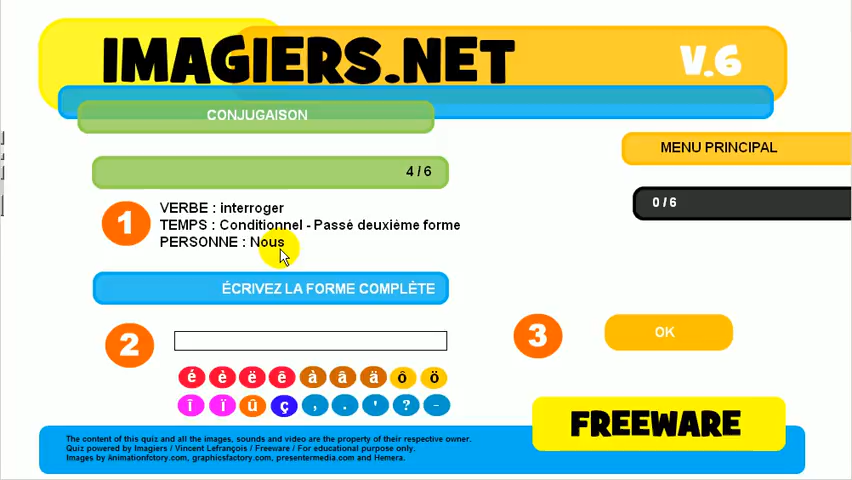 IMAGIERS.NET
V.6
CONJUGAISON
MENU PRINCIPAL
4 / 6
0 / 6
1
VERBE : interroger
TEMPS : Conditionnel - Passé deuxième forme
PERSONNE : Nous
ÉCRIVEZ LA FORME COMPLÈTE
2
3
OK
é è ë ê à â ä ô ö
î ï û ç , . ' ? -
FREEWARE
The content of this quiz and all the images, sounds and video are the property of their respective owner.
Quiz powered by Imagiers / Vincent Lefrançois / Freeware / For educational purpose only.
Images by Animationfctory.com, graphicsfactory.com, presentermedia.com and Hemera.